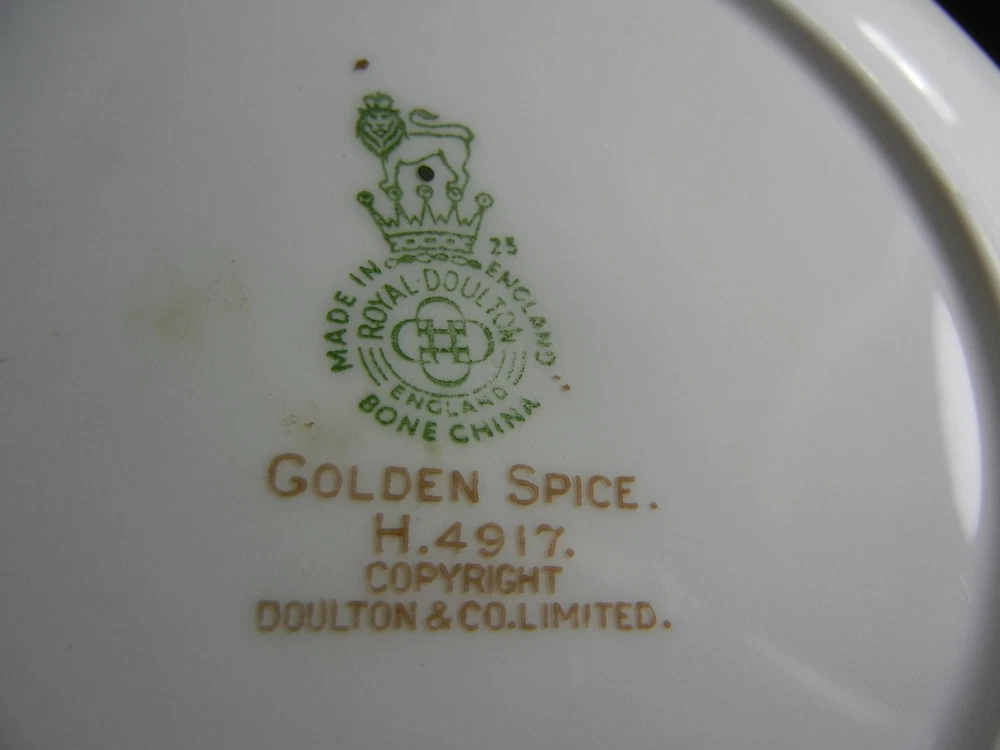 25
MADE IN ENGLAND
ROYAL·DOULTON
ENGLAND
BONE CHINA
GOLDEN SPICE.
H.4917.
COPYRIGHT
DOULTON & CO.LIMITED.